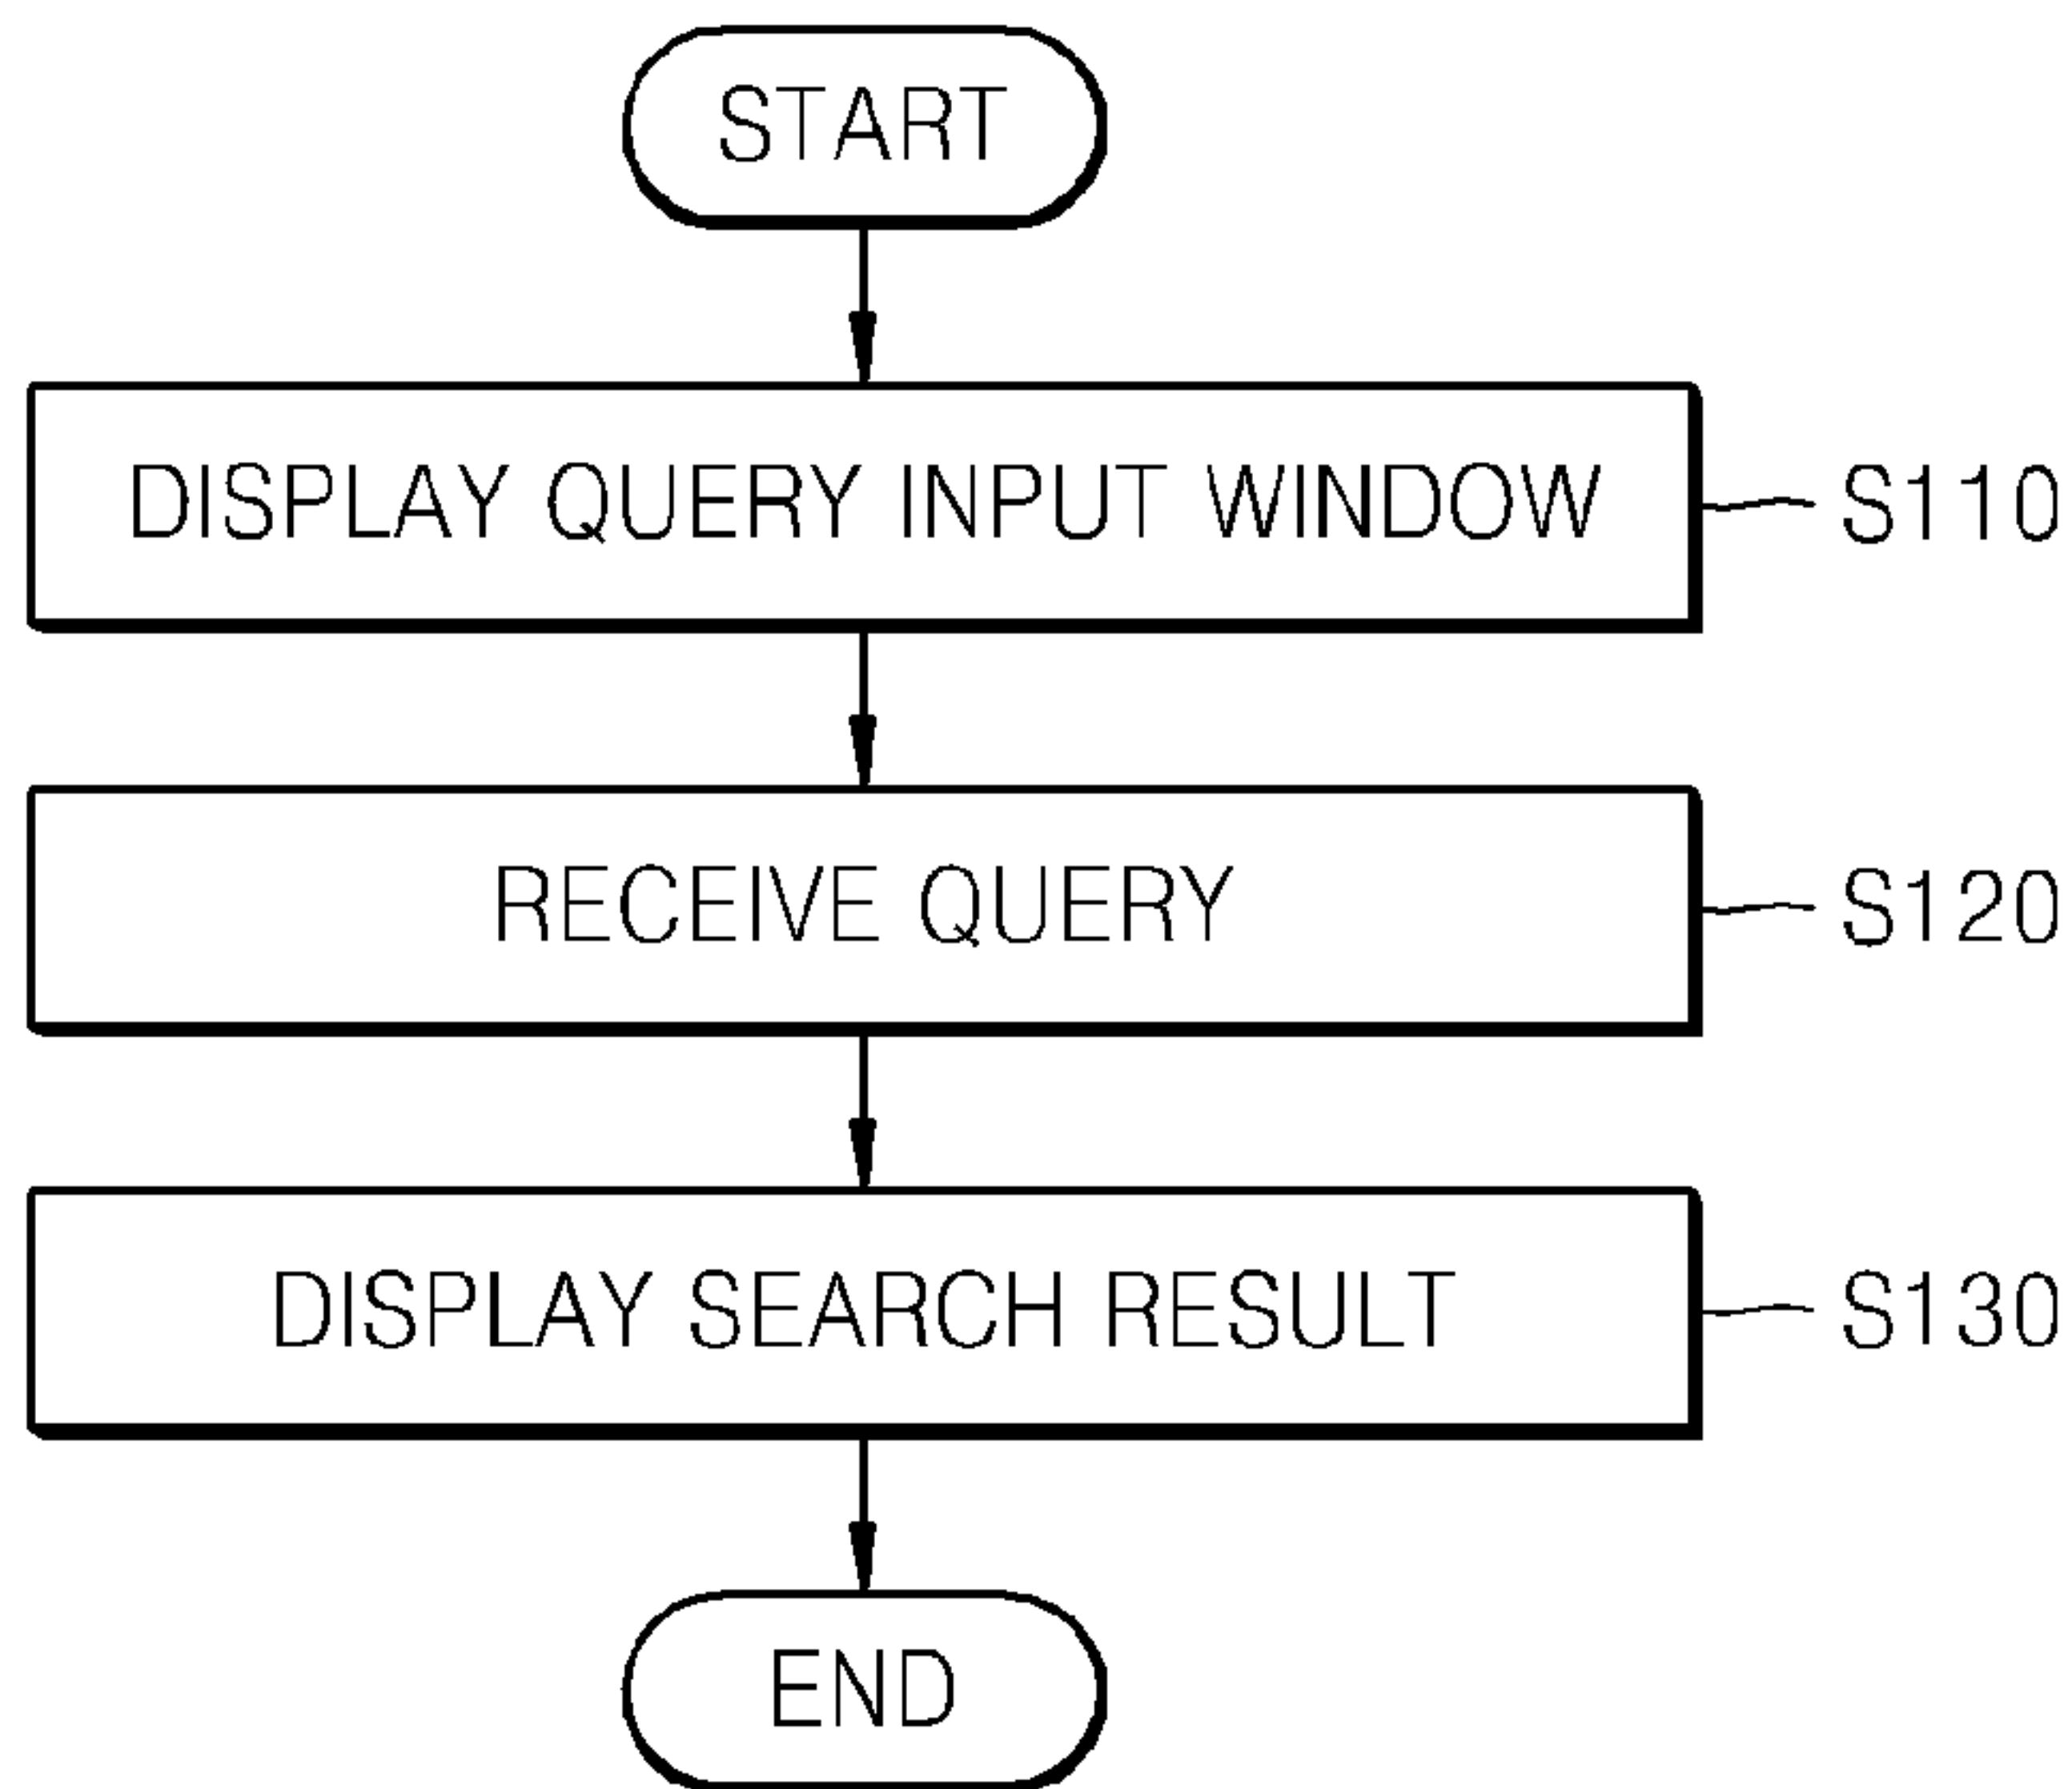 START
DISPLAY QUERY INPUT WINDOW
S110
RECEIVE QUERY
S120
DISPLAY SEARCH RESULT
S130
END